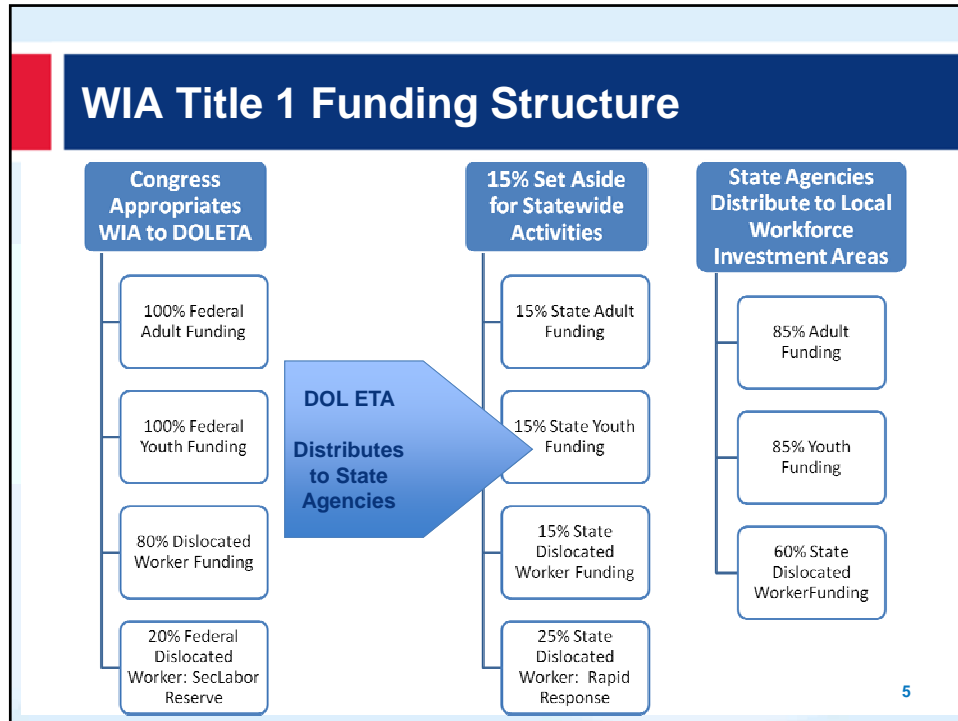 WIA Title 1 Funding Structure
Congress
Appropriates
WIA to DOLETA
100% Federal
Adult Funding
100% Federal
Youth Funding
80% Dislocated
Worker Funding
20% Federal
Dislocated
Worker: SecLabor
Reserve
DOL ETA
Distributes
to State
Agencies
15% Set Aside
for Statewide
Activities
15% State Adult
Funding
15% State Youth
Funding
15% State
Dislocated
Worker Funding
25% State
Dislocated
Worker: Rapid
Response
State Agencies
Distribute to Local
Workforce
Investment Areas
85% Adult
Funding
85% Youth
Funding
60% State
Dislocated
WorkerFunding
5